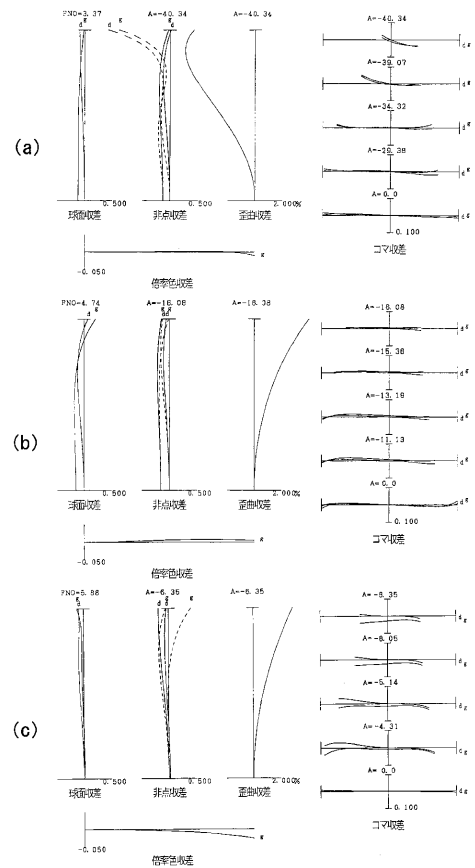 (a)
FNO=3.37
d g
0.500
球面収差
A=-40.34
d g
0.500
非点収差
A=-40.34
2.000%
歪曲収差
-0.050
g
倍率色収差
A=-40.34
d g
A=-39.07
d g
A=-34.32
d g
A=-29.38
d g
A=0.0
d g
0.100
コマ収差
(b)
FNO=4.74
g
d
0.500
球面収差
A=-16.08
g g
d d
0.500
非点収差
2.000%
歪曲収差
-0.050
g
倍率色収差
A=-16.08
d g
d g
A=-13.19
d g
A=-11.13
d g
A=0.0
d g
0.100
コマ収差
(c)
g
d
0.500
球面収差
A=-6.35
g g
d d
0.500
非点収差
A=-6.35
2.000%
歪曲収差
-0.050
g
倍率色収差
A=-6.35
d g
A=-6.05
d g
A=-5.14
d g
A=-4.31
d g
A=0.0
d g
0.100
コマ収差